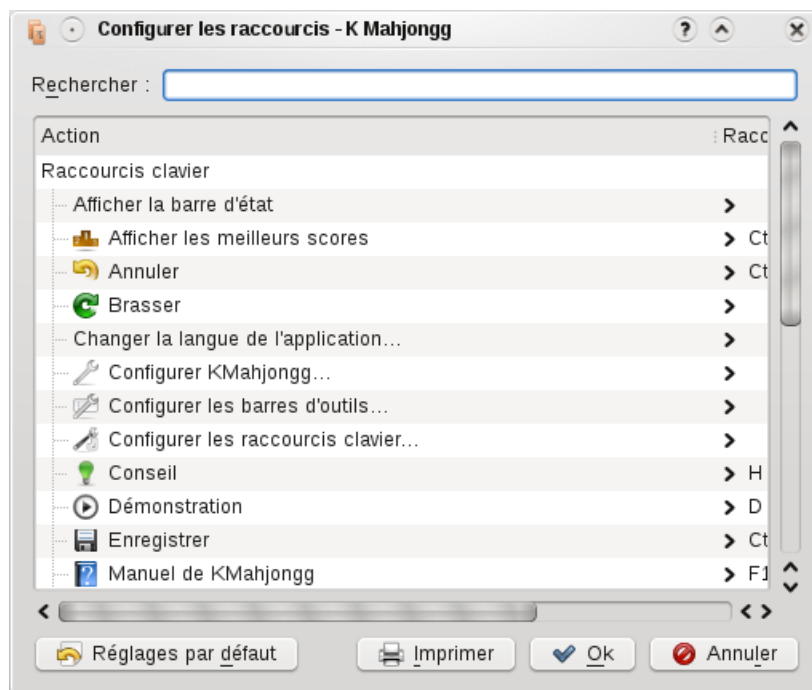 Configurer les raccourcis - K Mahjongg
Rechercher :
Action Racc
Raccourcis clavier
Afficher la barre d'état
Afficher les meilleurs scores Ct
Annuler Ct
Brasser
Changer la langue de l'application...
Configurer KMahjongg...
Configurer les barres d'outils...
Configurer les raccourcis clavier...
Conseil H
Démonstration D
Enregistrer Ct
Manuel de KMahjongg F1
Réglages par défaut Imprimer Ok Annuler